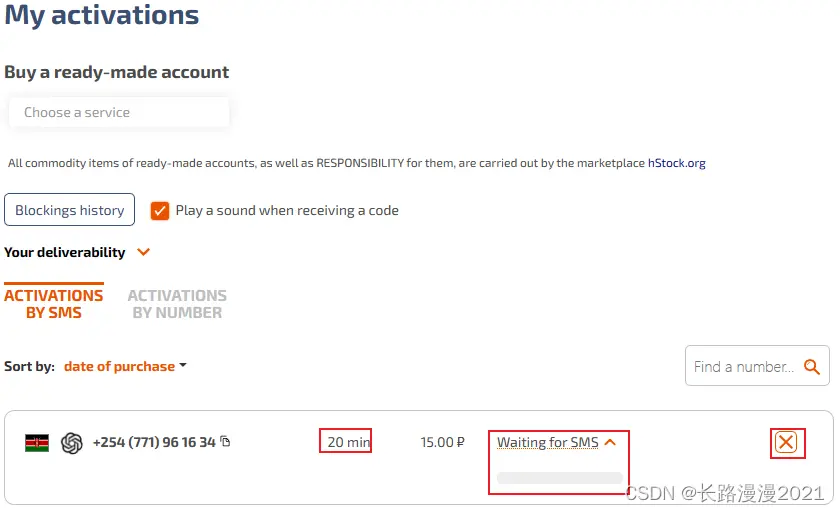 My activations
Buy a ready-made account
Choose a service
All commodity items of ready-made accounts, as well as RESPONSIBILITY for them, are carried out by the marketplace hStock.org
Blockings history
Play a sound when receiving a code
Your deliverability
ACTIVATIONS
BY SMS
ACTIVATIONS
BY NUMBER
Sort by: date of purchase
Find a number...
+254 (771) 96 16 34 20 min 15.00 ₽ Waiting for SMS
CSDN @长路漫漫2021